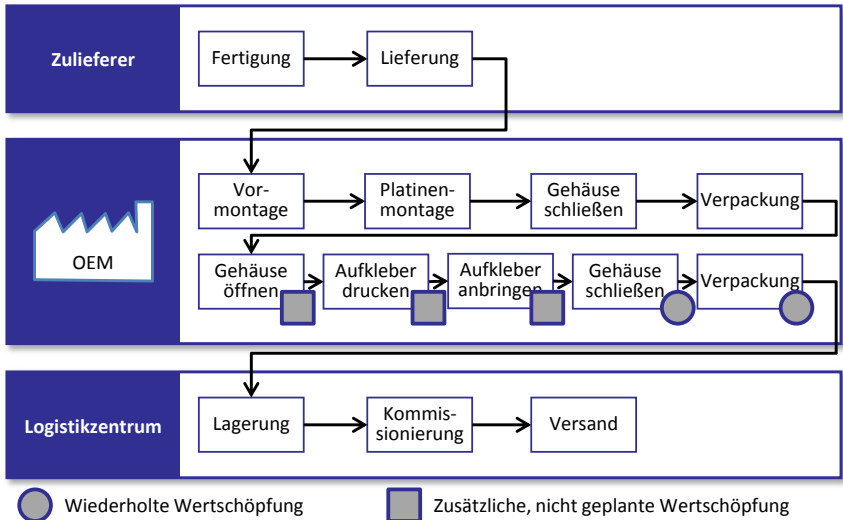 Zulieferer
Fertigung
Lieferung
OEM
Vor-
montage
Platinen-
montage
Gehäuse
schließen
Verpackung
Gehäuse
öffnen
Aufkleber
drucken
Aufkleber
anbringen
Gehäuse
schließen
Verpackung
Logistikzentrum
Lagerung
Kommis-
sionierung
Versand
Wiederholte Wertschöpfung
Zusätzliche, nicht geplante Wertschöpfung